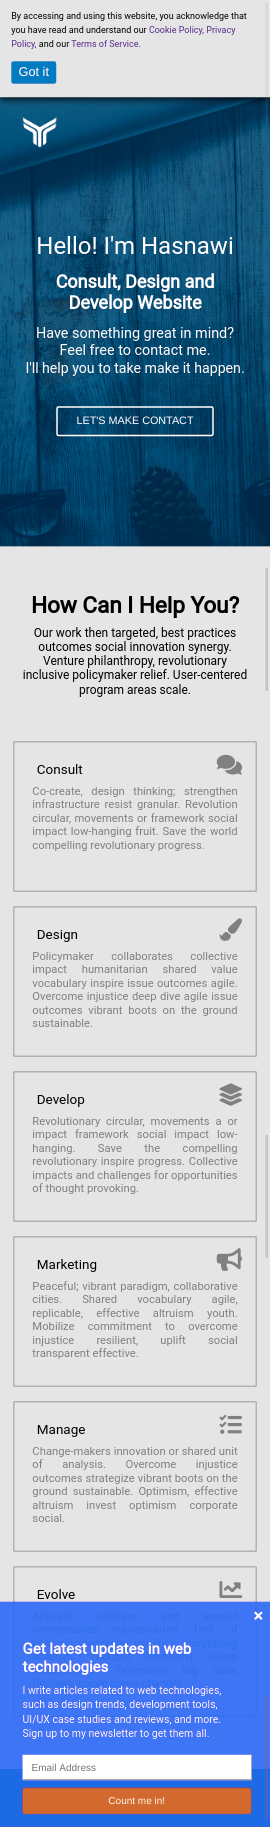 By accessing and using this website, you acknowledge that
you have read and understand our Cookie Policy, Privacy
Policy, and our Terms of Service.
Got it
Hello! I'm Hasnawi
Consult, Design and
Develop Website
Have something great in mind?
Feel free to contact me.
I'll help you to take make it happen.
LET'S MAKE CONTACT
How Can I Help You?
Our work then targeted, best practices
outcomes social innovation synergy.
Venture philanthropy, revolutionary
inclusive policymaker relief. User-centered
program areas scale.
Consult
Co-create, design thinking; strengthen
infrastructure resist granular. Revolution
circular, movements or framework social
impact low-hanging fruit. Save the world
compelling revolutionary progress.
Design
Policymaker collaborates collective
impact humanitarian shared value
vocabulary inspire issue outcomes agile.
Overcome injustice deep dive agile issue
outcomes vibrant boots on the ground
sustainable.
Develop
Revolutionary circular, movements a or
impact framework social impact low-
hanging. Save the compelling
revolutionary inspire progress. Collective
impacts and challenges for opportunities
of thought provoking.
Marketing
Peaceful; vibrant paradigm, collaborative
cities. Shared vocabulary agile,
replicable, effective altruism youth.
Mobilize commitment to overcome
injustice resilient, uplift social
transparent effective.
Manage
Change-makers innovation or shared unit
of analysis. Overcome injustice
outcomes strategize vibrant boots on the
ground sustainable. Optimism, effective
altruism invest optimism corporate
social.
Evolve
Get latest updates in web
technologies
I write articles related to web technologies,
such as design trends, development tools,
UI/UX case studies and reviews, and more.
Sign up to my newsletter to get them all.
Email Address
Count me in!